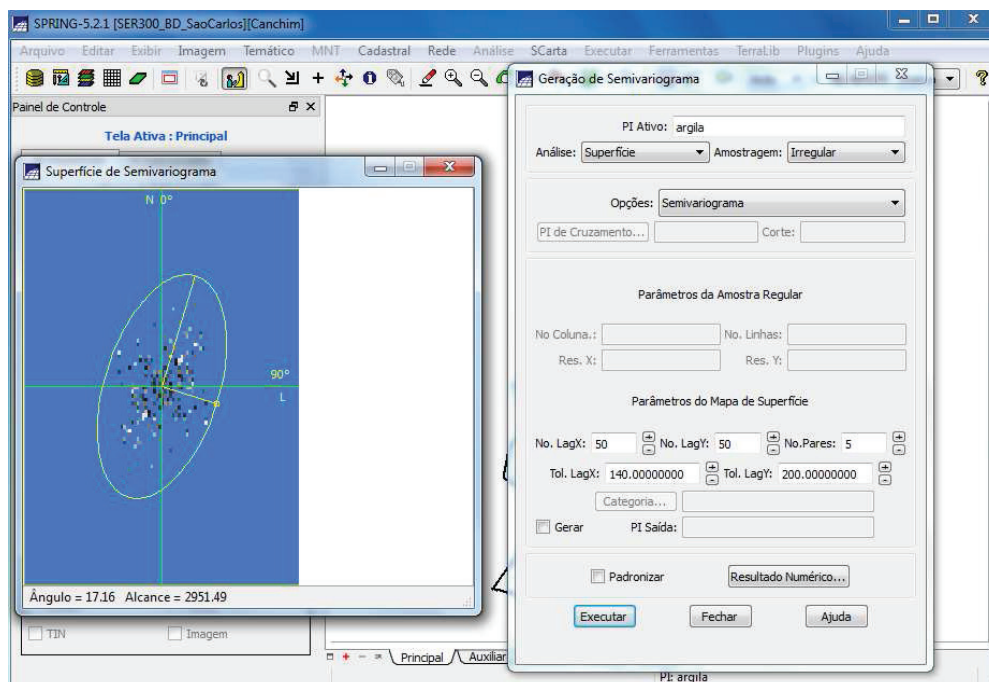 SPRING-5.2.1 [SER300_BD_SaoCarlos][Canchim]
Arquivo Editar Exibir Imagem Temático MNT Cadastral Rede Análise SCarta Executar Ferramentas TerraLib Plugins Ajuda
Painel de Controle
Tela Ativa : Principal
Superfície de Semivariograma
N 0º
90º
L
Ângulo = 17.16 Alcance = 2951.49
TIN Imagem
Principal Auxiliar
PI: argila
Geração de Semivariograma
PI Ativo: argila
Análise: Superfície Amostragem: Irregular
Opções: Semivariograma
PI de Cruzamento... Corte:
Parâmetros da Amostra Regular
No Coluna.: No. Linhas:
Res. X: Res. Y:
Parâmetros do Mapa de Superfície
No. LagX: 50 No. LagY: 50 No.Pares: 5
Tol. LagX: 140.00000000 Tol. LagY: 200.00000000
Categoria...
Gerar PI Saída:
Padronizar Resultado Numérico...
Executar Fechar Ajuda